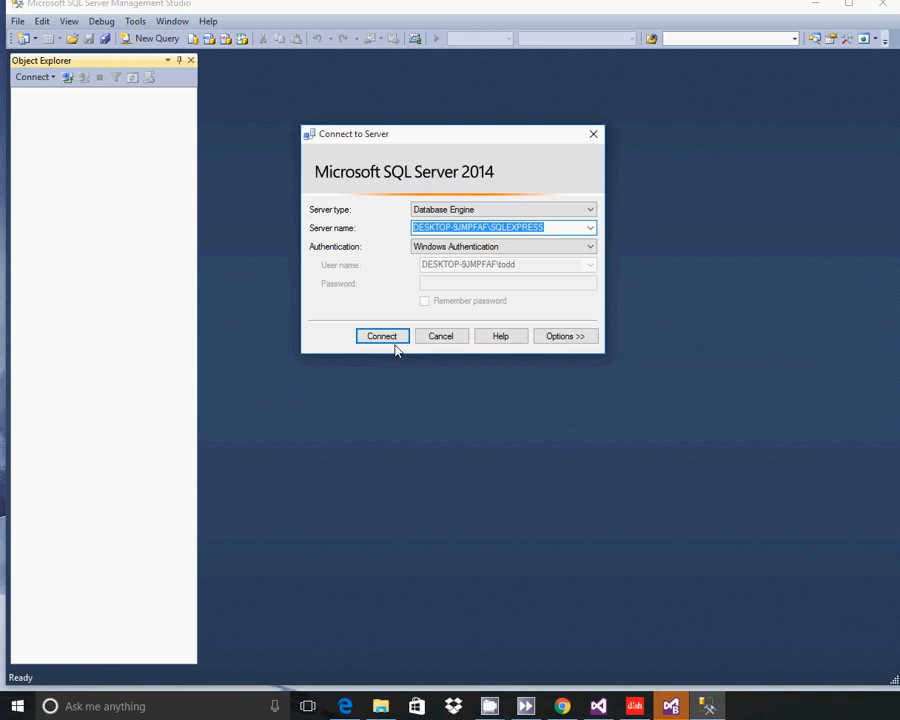 Microsoft SQL Server Management Studio
File Edit View Debug Tools Window Help
New Query
Object Explorer
Connect
Connect to Server
Microsoft SQL Server 2014
Server type: Database Engine
Server name: DESKTOP-9JMPFAF\SQLEXPRESS
Authentication: Windows Authentication
User name: DESKTOP-9JMPFAF\todd
Password:
Remember password
Connect Cancel Help Options >>
Ready
Ask me anything
dish